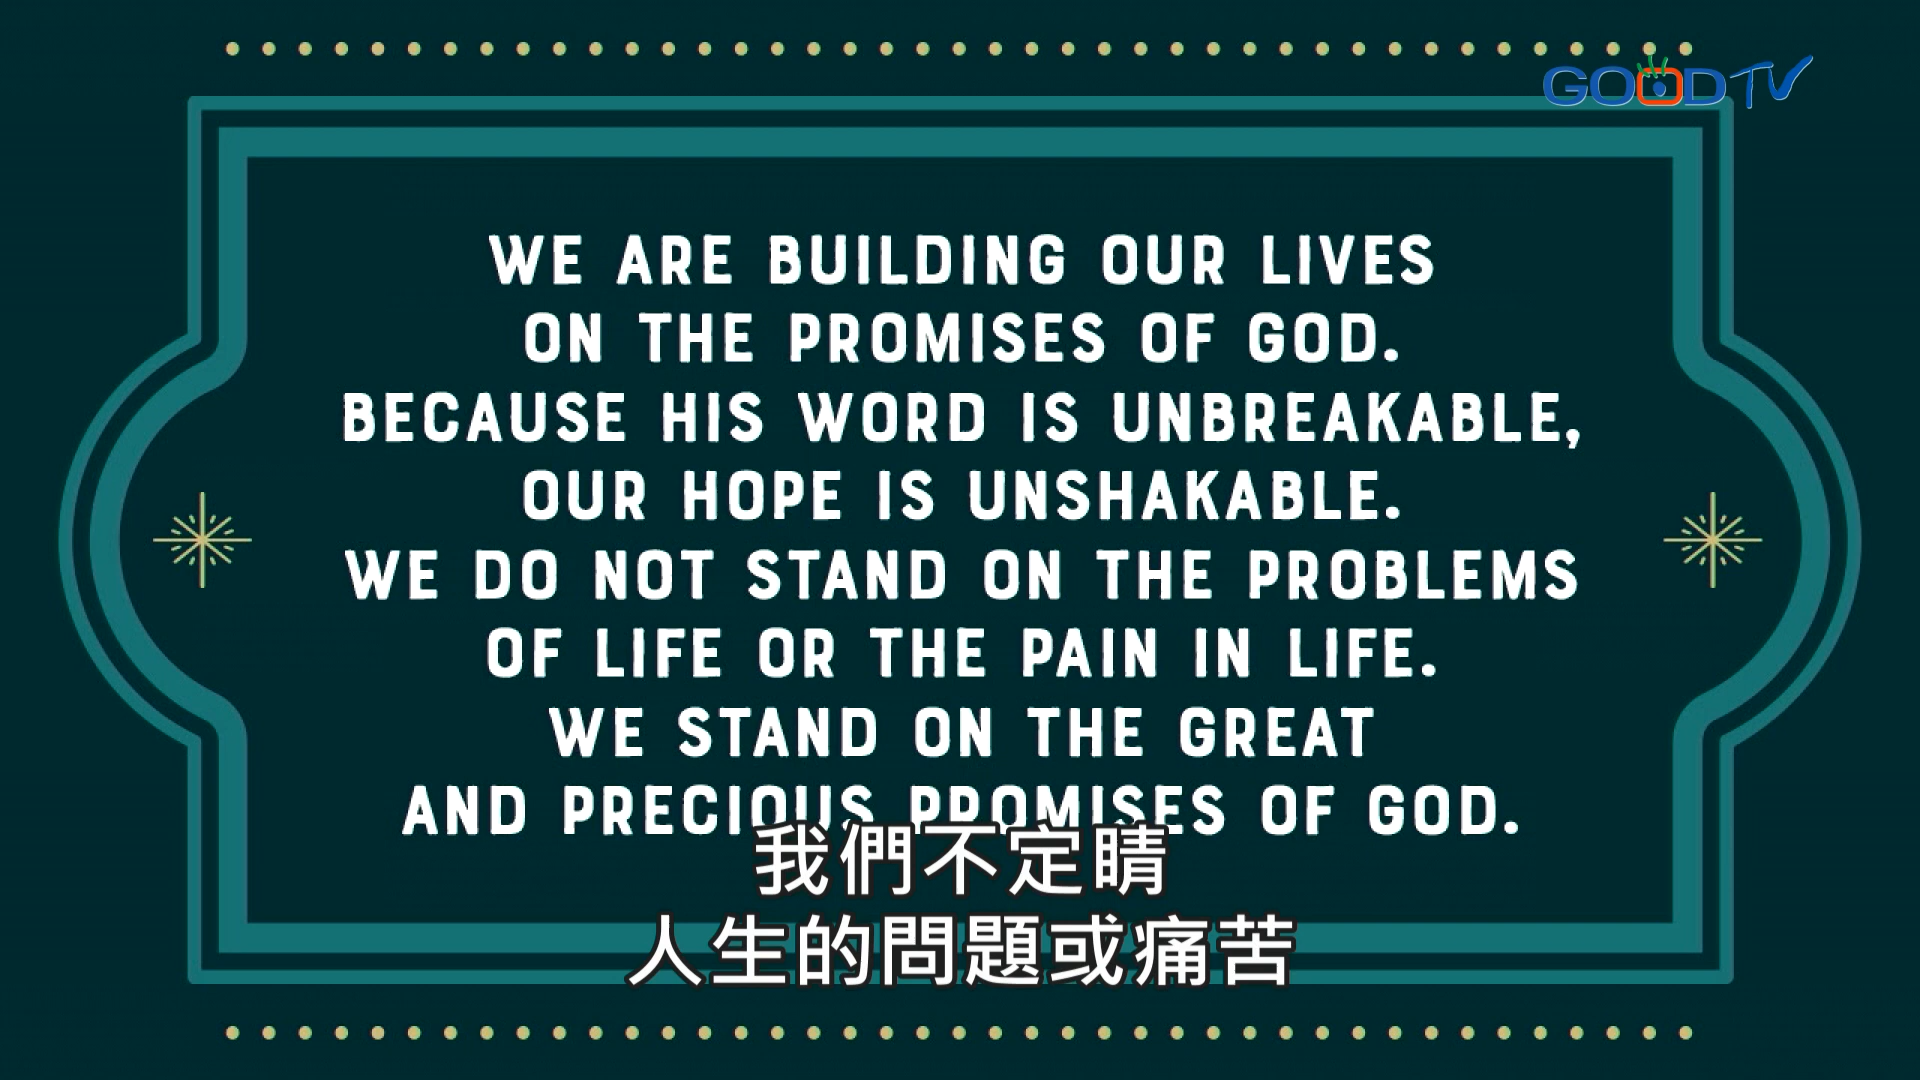 GOOD TV
WE ARE BUILDING OUR LIVES
ON THE PROMISES OF GOD.
BECAUSE HIS WORD IS UNBREAKABLE,
OUR HOPE IS UNSHAKABLE.
WE DO NOT STAND ON THE PROBLEMS
OF LIFE OR THE PAIN IN LIFE.
WE STAND ON THE GREAT
AND PRECIOUS PROMISES OF GOD.
我們不定睛
人生的問題或痛苦